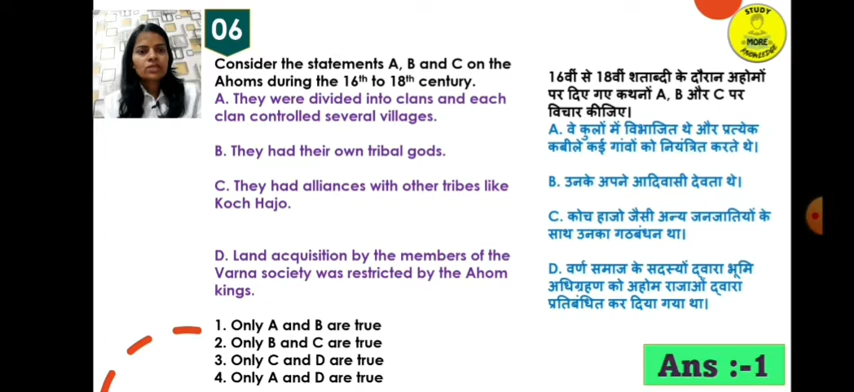 06
STUDY
MORE
KNOWLEDGE
Consider the statements A, B and C on the
Ahoms during the 16th to 18th century.
A. They were divided into clans and each
clan controlled several villages.
B. They had their own tribal gods.
C. They had alliances with other tribes like
Koch Hajo.
D. Land acquisition by the members of the
Varna society was restricted by the Ahom
kings.
1. Only A and B are true
2. Only B and C are true
3. Only C and D are true
4. Only A and D are true
16वीं से 18वीं शताब्दी के दौरान अहोमों
पर दिए गए कथनों A, B और C पर
विचार कीजिए।
A. वे कुलों में विभाजित थे और प्रत्येक
कबीले कई गांवों को नियंत्रित करते थे।
B. उनके अपने आदिवासी देवता थे।
C. कोच हाजो जैसी अन्य जनजातियों के
साथ उनका गठबंधन था।
D. वर्ण समाज के सदस्यों द्वारा भूमि
अधिग्रहण को अहोम राजाओं द्वारा
प्रतिबंधित कर दिया गया था।
Ans :-1